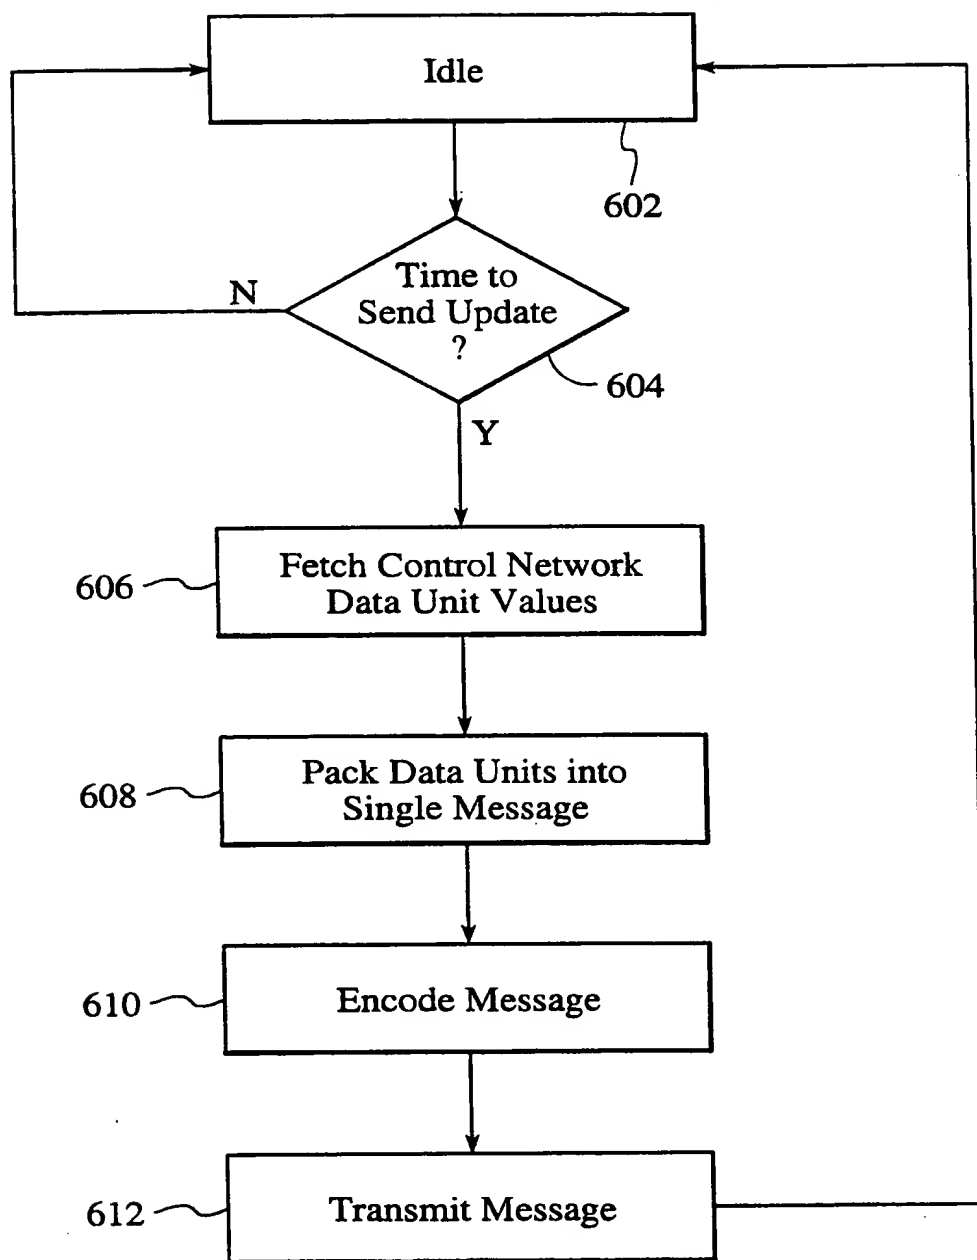 Idle
602
Time to
Send Update
?
N
604
Y
Fetch Control Network
Data Unit Values
606
Pack Data Units into
Single Message
608
Encode Message
610
Transmit Message
612